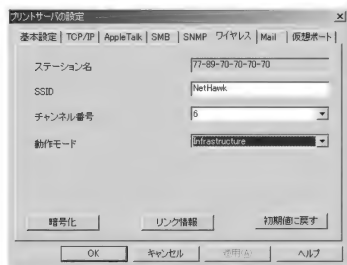 プリントサーバの設定
基本設定 TCP/IP AppleTalk SMB SNMP ワイヤレス Mail 仮想ポート
ステーション名 77-89-70-70-70-70
SSID NetHawk
チャンネル番号 6
動作モード Infrastructure
暗号化 リンク情報 初期値に戻す
OK キャンセル 適用(A) ヘルプ